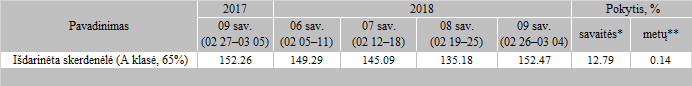 Pavadinimas 2017 2018 Pokytis, %
09 sav. (02 27–03 05) 06 sav. (02 05–11) 07 sav. (02 12–18) 08 sav. (02 19–25) 09 sav. (02 26–03 04) savaitės* metų**
Išdarinėta skerdenėlė (A klasė, 65%) 152.26 149.29 145.09 135.18 152.47 12.79 0.14